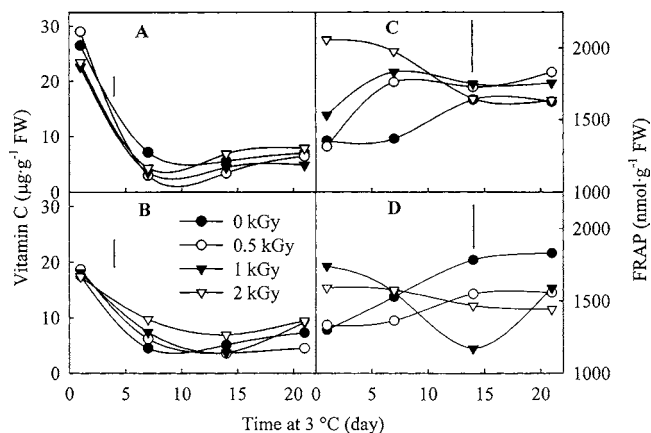 A
C
B
D
0 kGy
0.5 kGy
1 kGy
2 kGy
Vitamin C (µg·g⁻¹ FW)
30
20
10
0
30
20
10
0
FRAP (nmol·g⁻¹ FW)
2000
1500
1000
2000
1500
1000
0 5 10 15 20 0 5 10 15 20
Time at 3 °C (day)